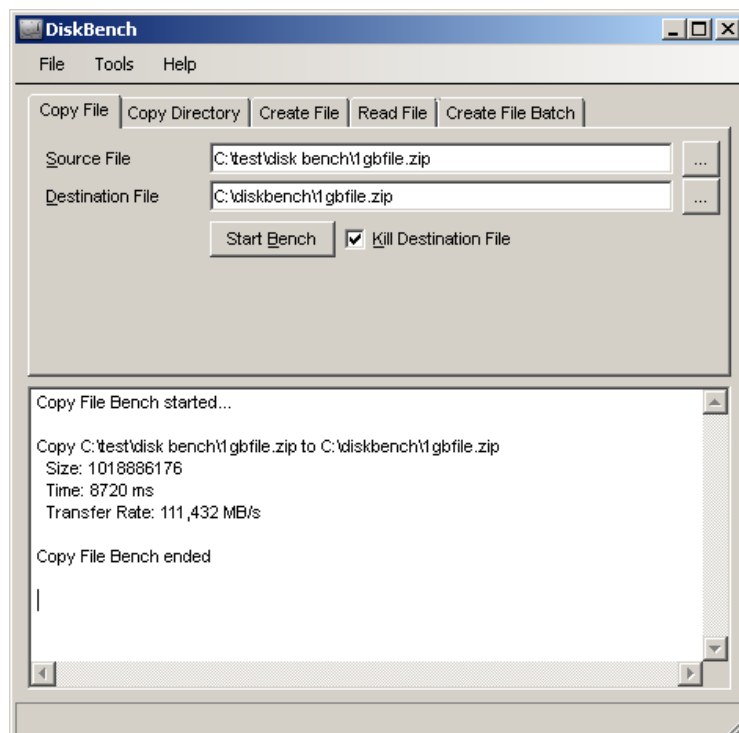 DiskBench
File Tools Help
Copy File Copy Directory Create File Read File Create File Batch
Source File C:\test\disk bench\1gbfile.zip ...
Destination File C:\diskbench\1gbfile.zip ...
Start Bench Kill Destination File
Copy File Bench started...
Copy C:\test\disk bench\1gbfile.zip to C:\diskbench\1gbfile.zip
Size: 1018886176
Time: 8720 ms
Transfer Rate: 111,432 MB/s
Copy File Bench ended